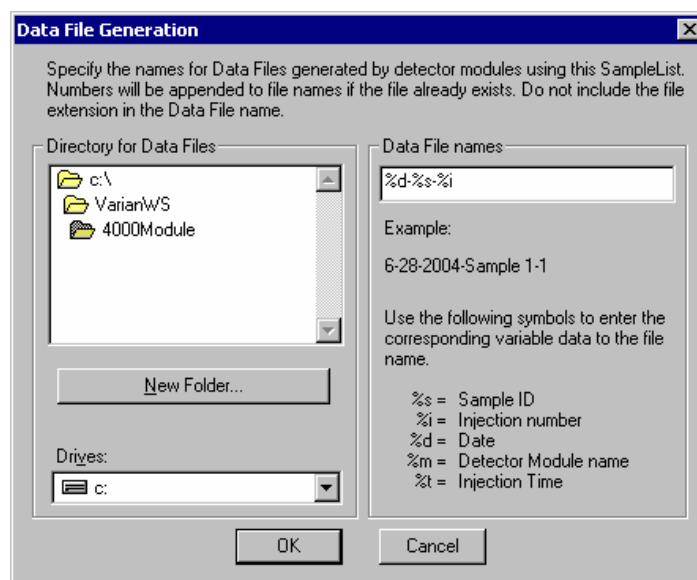 Data File Generation
Specify the names for Data Files generated by detector modules using this SampleList.
Numbers will be appended to file names if the file already exists. Do not include the file
extension in the Data File name.
Directory for Data Files
c:\
VarianWS
4000Module
New Folder...
Drives:
c:
Data File names
%d-%s-%i
Example:
6-28-2004-Sample 1-1
Use the following symbols to enter the
corresponding variable data to the file
name.
%s = Sample ID
%i = Injection number
%d = Date
%m = Detector Module name
%t = Injection Time
OK
Cancel